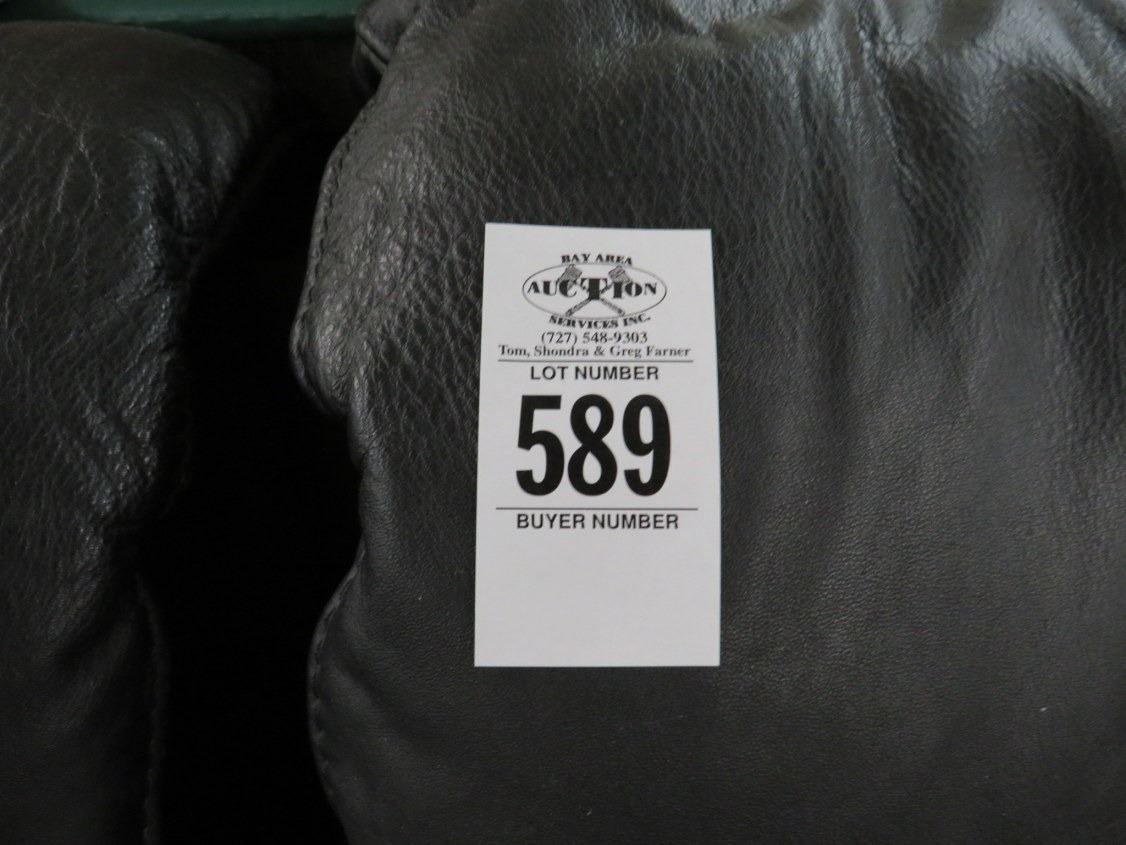 BAY AREA
AUCTION
SERVICES INC.
(727) 548-9303
Tom, Shondra & Greg Farner
LOT NUMBER
589
BUYER NUMBER